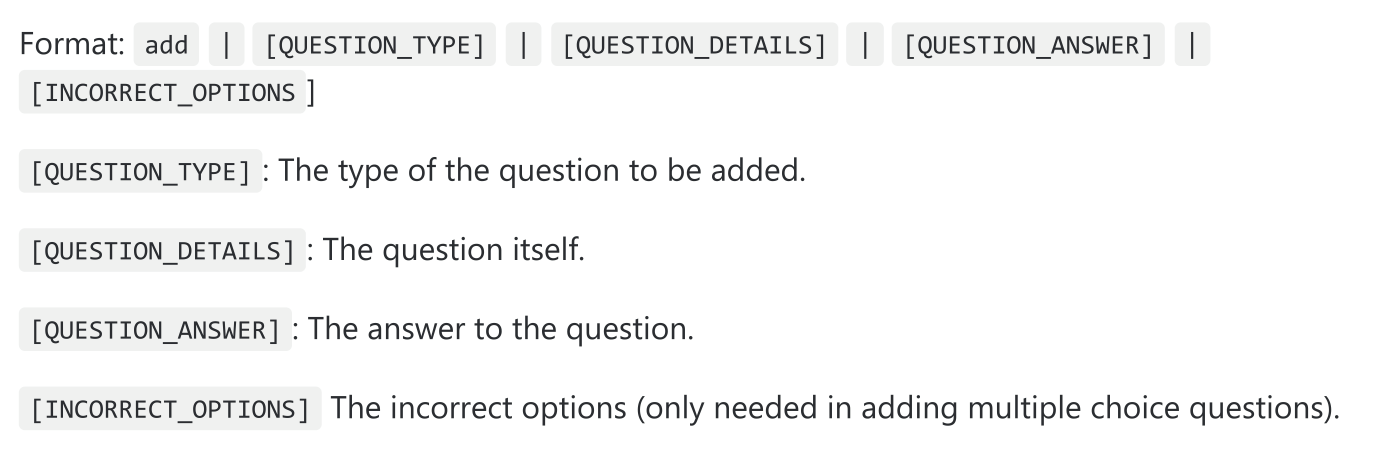 Format: add | [QUESTION_TYPE] | [QUESTION_DETAILS] | [QUESTION_ANSWER] |
[INCORRECT_OPTIONS ]
[QUESTION_TYPE] : The type of the question to be added.
[QUESTION_DETAILS] : The question itself.
[QUESTION_ANSWER] : The answer to the question.
[INCORRECT_OPTIONS] The incorrect options (only needed in adding multiple choice questions).